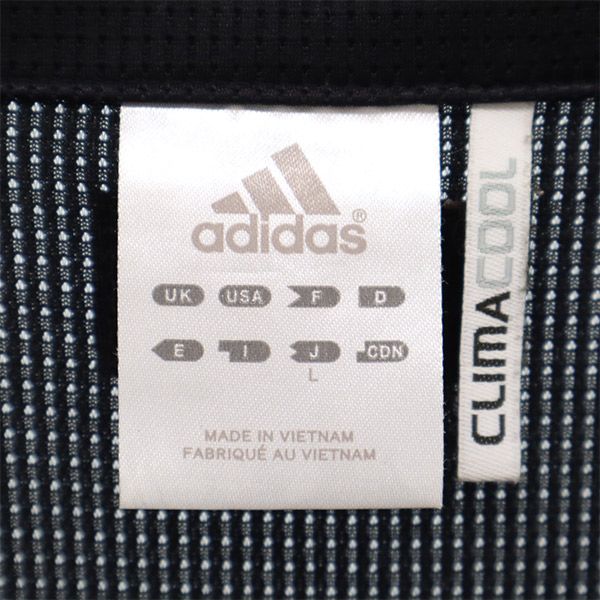 adidas®
UK USA F D
E I J CDN
L
MADE IN VIETNAM
FABRIQUÉ AU VIETNAM
CLIMACOOL